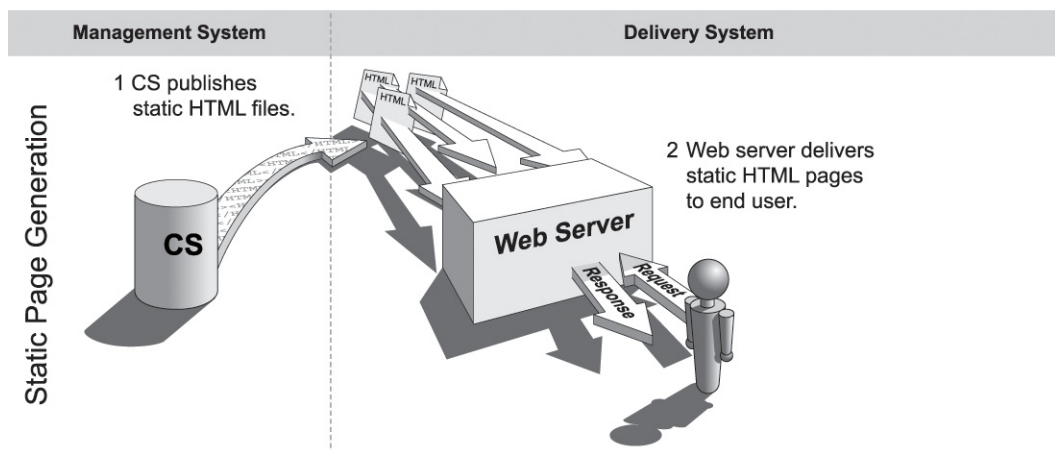 Management System
Delivery System
Static Page Generation
1 CS publishes
static HTML files.
HTML
HTML
HTML
CS
Web Server
Response
Request
2 Web server delivers
static HTML pages
to end user.